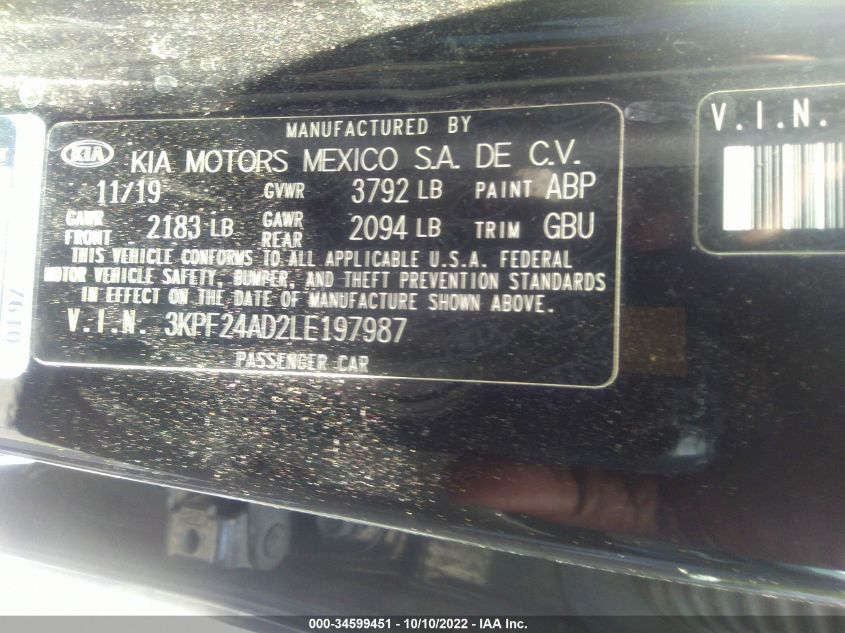 MANUFACTURED BY
KIA KIA MOTORS MEXICO S.A. DE C.V.
11/19 GVWR 3792 LB PAINT ABP
GAWR FRONT 2183 LB GAWR REAR 2094 LB TRIM GBU
THIS VEHICLE CONFORMS TO ALL APPLICABLE U.S.A. FEDERAL
MOTOR VEHICLE SAFETY, BUMPER, AND THEFT PREVENTION STANDARDS
IN EFFECT ON THE DATE OF MANUFACTURE SHOWN ABOVE.
V.I.N. 3KPF24AD2LE197987
PASSENGER CAR
V.I.N.
000-34599451 - 10/10/2022 - IAA Inc.